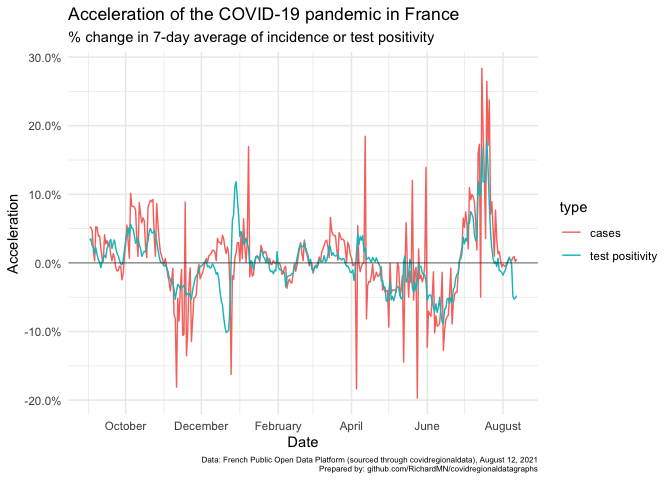 Acceleration of the COVID-19 pandemic in France
% change in 7-day average of incidence or test positivity
30.0%
20.0%
10.0%
0.0%
-10.0%
-20.0%
Acceleration
October December February April June August
Date
type
cases
test positivity
Data: French Public Open Data Platform (sourced through covidregionaldata), August 12, 2021
Prepared by: github.com/RichardMN/covidregionaldatagraphs